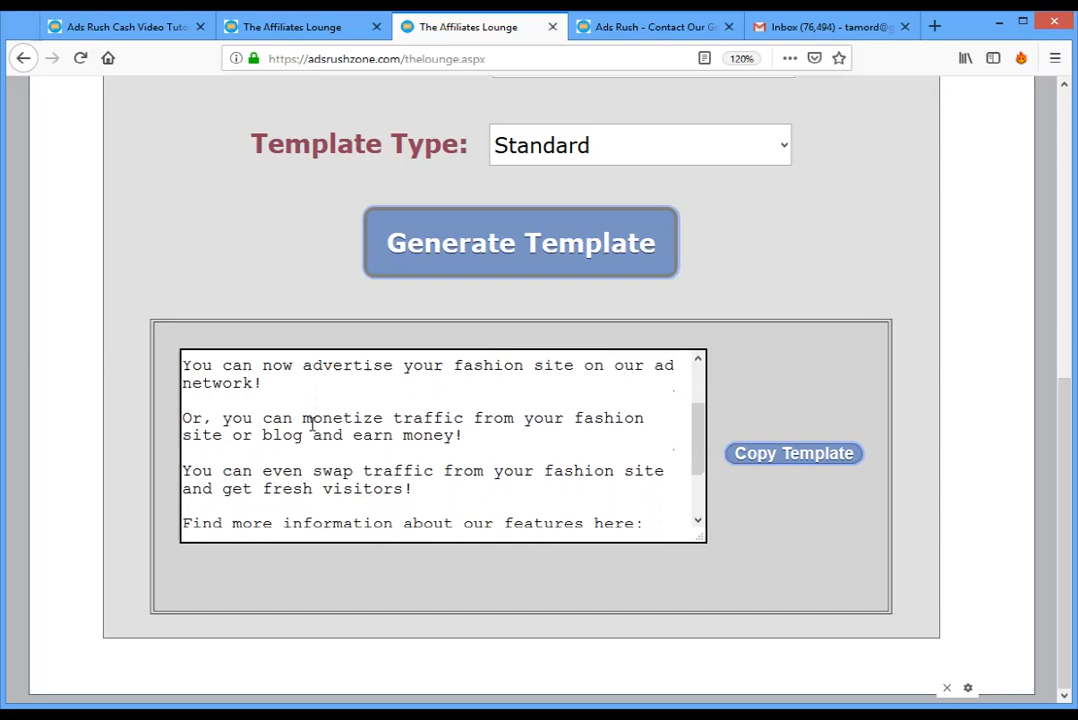 Ads Rush Cash Video Tuto
The Affiliates Lounge
The Affiliates Lounge
Ads Rush - Contact Our G
Inbox (76,494) - tamord@g
https://adsrushzone.com/thelounge.aspx
120%
Template Type:
Standard
Generate Template
You can now advertise your fashion site on our ad
network!
Or, you can monetize traffic from your fashion
site or blog and earn money!
You can even swap traffic from your fashion site
and get fresh visitors!
Find more information about our features here:
Copy Template